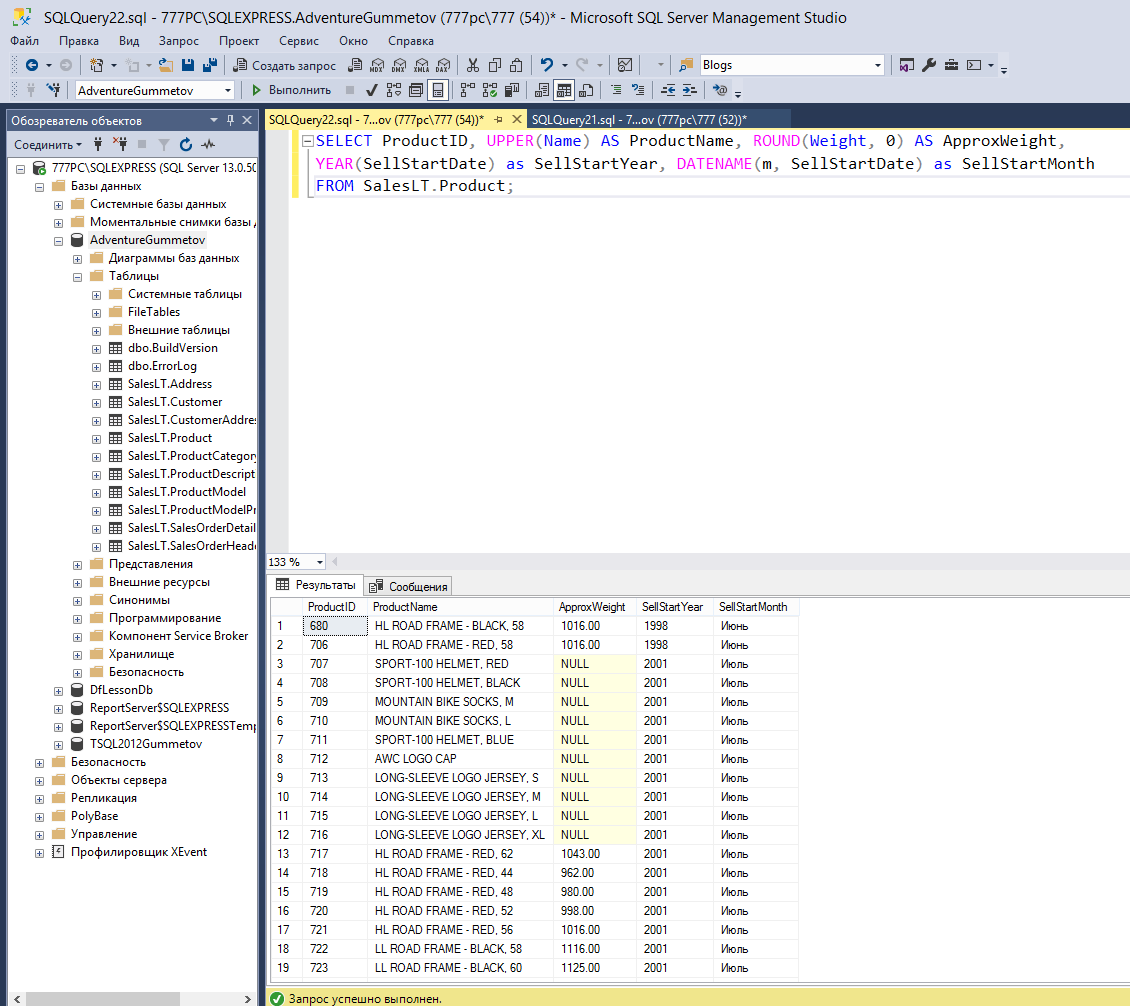 SQLQuery22.sql - 777PC\SQLEXPRESS.AdventureGummetov (777pc\777 (54))* - Microsoft SQL Server Management Studio
Файл Правка Вид Запрос Проект Сервис Окно Справка
Создать запрос MDX DMX XMLA DAX Blogs
AdventureGummetov Выполнить
Обозреватель объектов
SQLQuery22.sql - 7...ov (777pc\777 (54))* SQLQuery21.sql - 7...ov (777pc\777 (52))*
Соединить
777PC\SQLEXPRESS (SQL Server 13.0.50
Базы данных
Системные базы данных
Моментальные снимки базы
AdventureGummetov
Диаграммы баз данных
Таблицы
Системные таблицы
FileTables
Внешние таблицы
dbo.BuildVersion
dbo.ErrorLog
SalesLT.Address
SalesLT.Customer
SalesLT.CustomerAddre
SalesLT.Product
SalesLT.ProductCategory
SalesLT.ProductDescript
SalesLT.ProductModel
SalesLT.ProductModelPr
SalesLT.SalesOrderDetail
SalesLT.SalesOrderHeade
Представления
Внешние ресурсы
Синонимы
Программирование
Компонент Service Broker
Хранилище
Безопасность
DfLessonDb
ReportServer$SQLEXPRESS
ReportServer$SQLEXPRESSTemp
TSQL2012Gummetov
Безопасность
Объекты сервера
Репликация
PolyBase
Управление
Профилировщик XEvent
SELECT ProductID, UPPER(Name) AS ProductName, ROUND(Weight, 0) AS ApproxWeight,
YEAR(SellStartDate) as SellStartYear, DATENAME(m, SellStartDate) as SellStartMonth
FROM SalesLT.Product;
133 %
Результаты Сообщения
ProductID ProductName ApproxWeight SellStartYear SellStartMonth
1 680 HL ROAD FRAME - BLACK, 58 1016.00 1998 Июнь
2 706 HL ROAD FRAME - RED, 58 1016.00 1998 Июнь
3 707 SPORT-100 HELMET, RED NULL 2001 Июль
4 708 SPORT-100 HELMET, BLACK NULL 2001 Июль
5 709 MOUNTAIN BIKE SOCKS, M NULL 2001 Июль
6 710 MOUNTAIN BIKE SOCKS, L NULL 2001 Июль
7 711 SPORT-100 HELMET, BLUE NULL 2001 Июль
8 712 AWC LOGO CAP NULL 2001 Июль
9 713 LONG-SLEEVE LOGO JERSEY, S NULL 2001 Июль
10 714 LONG-SLEEVE LOGO JERSEY, M NULL 2001 Июль
11 715 LONG-SLEEVE LOGO JERSEY, L NULL 2001 Июль
12 716 LONG-SLEEVE LOGO JERSEY, XL NULL 2001 Июль
13 717 HL ROAD FRAME - RED, 62 1043.00 2001 Июль
14 718 HL ROAD FRAME - RED, 44 962.00 2001 Июль
15 719 HL ROAD FRAME - RED, 48 980.00 2001 Июль
16 720 HL ROAD FRAME - RED, 52 998.00 2001 Июль
17 721 HL ROAD FRAME - RED, 56 1016.00 2001 Июль
18 722 LL ROAD FRAME - BLACK, 58 1116.00 2001 Июль
19 723 LL ROAD FRAME - BLACK, 60 1125.00 2001 Июль
Запрос успешно выполнен.